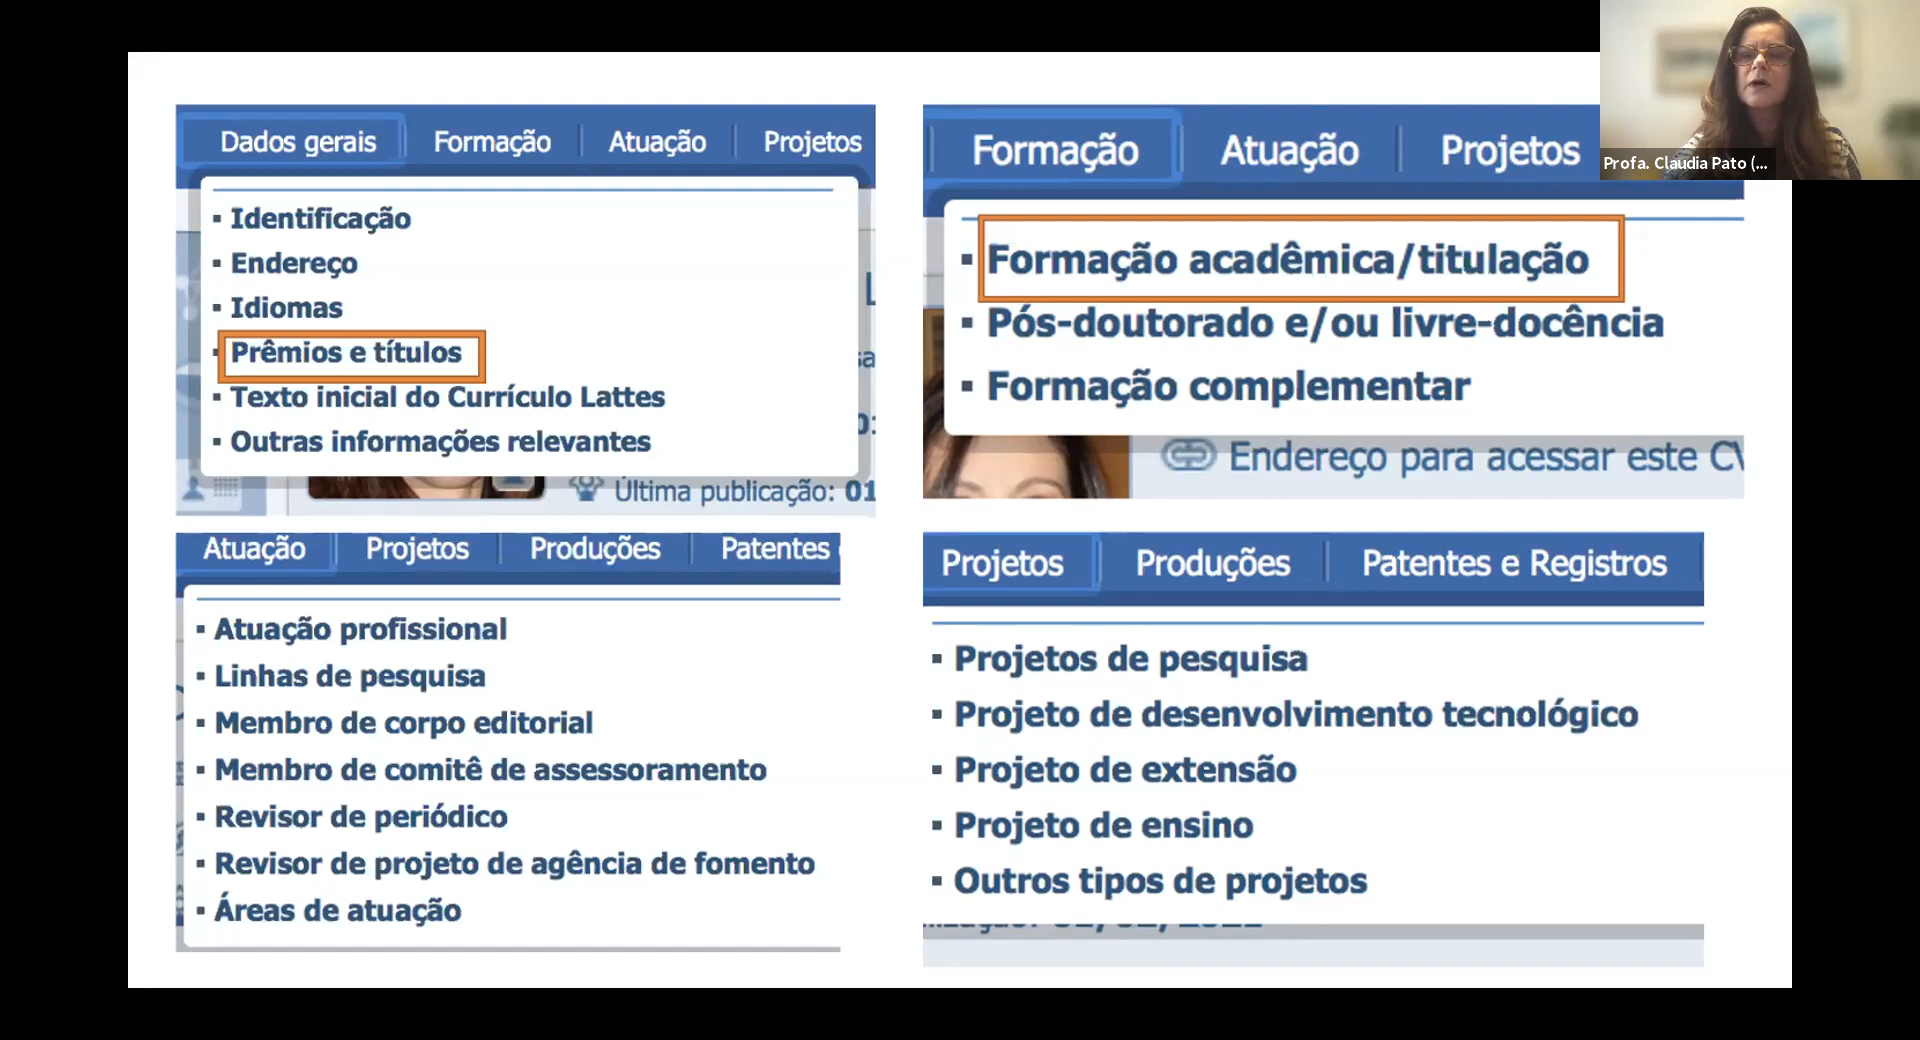 Dados gerais Formação Atuação Projetos
Identificação
Endereço
Idiomas
Prêmios e títulos
Texto inicial do Currículo Lattes
Outras informações relevantes
Última publicação: 01
Formação Atuação Projetos
Formação acadêmica/titulação
Pós-doutorado e/ou livre-docência
Formação complementar
Endereço para acessar este CV
Profa. Claudia Pato (...
Atuação Projetos Produções Patentes
Atuação profissional
Linhas de pesquisa
Membro de corpo editorial
Membro de comitê de assessoramento
Revisor de periódico
Revisor de projeto de agência de fomento
Áreas de atuação
Projetos Produções Patentes e Registros
Projetos de pesquisa
Projeto de desenvolvimento tecnológico
Projeto de extensão
Projeto de ensino
Outros tipos de projetos